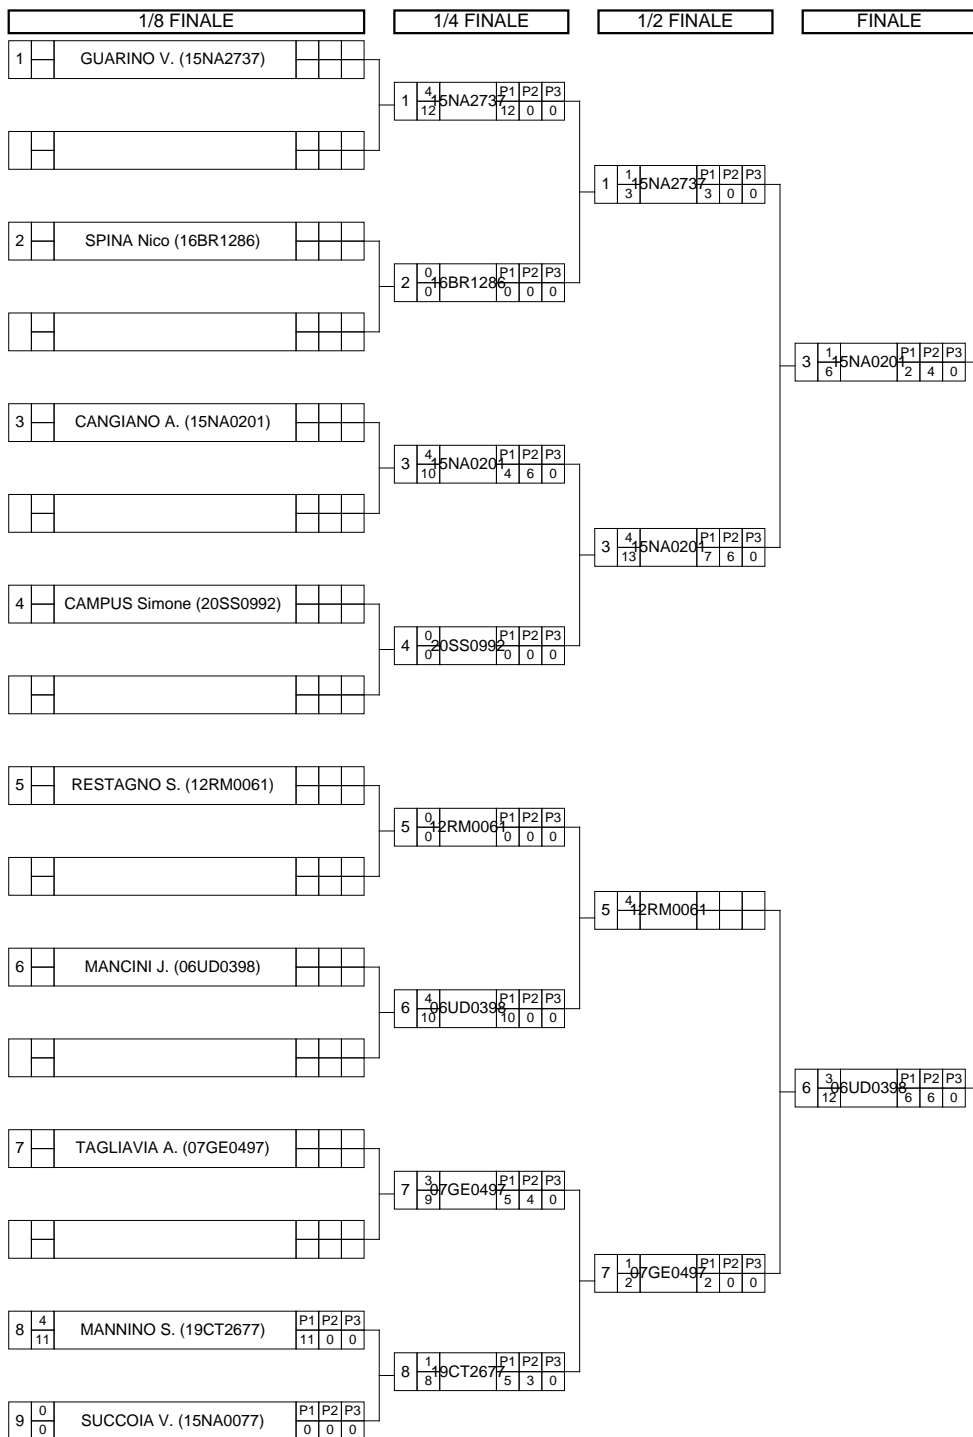 1/8 FINALE 1/4 FINALE 1/2 FINALE FINALE
1 GUARINO V. (15NA2737)
1 4 12 15NA2737 P1 P2 P3 12 0 0
1 1 3 15NA2737 P1 P2 P3 3 0 0
2 SPINA Nico (16BR1286)
2 0 0 16BR1286 P1 P2 P3 0 0 0
3 1 6 15NA0201 P1 P2 P3 2 4 0
3 CANGIANO A. (15NA0201)
3 4 10 15NA0201 P1 P2 P3 4 6 0
3 4 13 15NA0201 P1 P2 P3 7 6 0
4 CAMPUS Simone (20SS0992)
4 0 0 20SS0992 P1 P2 P3 0 0 0
5 RESTAGNO S. (12RM0061)
5 0 0 12RM0061 P1 P2 P3 0 0 0
5 4 12RM0061
6 MANCINI J. (06UD0398)
6 4 10 06UD0398 P1 P2 P3 10 0 0
6 3 12 06UD0398 P1 P2 P3 6 6 0
7 TAGLIAVIA A. (07GE0497)
7 3 9 07GE0497 P1 P2 P3 5 4 0
7 1 2 07GE0497 P1 P2 P3 2 0 0
8 4 11 MANNINO S. (19CT2677) P1 P2 P3 11 0 0
8 1 8 19CT2677 P1 P2 P3 5 3 0
9 0 0 SUCCOIA V. (15NA0077) P1 P2 P3 0 0 0